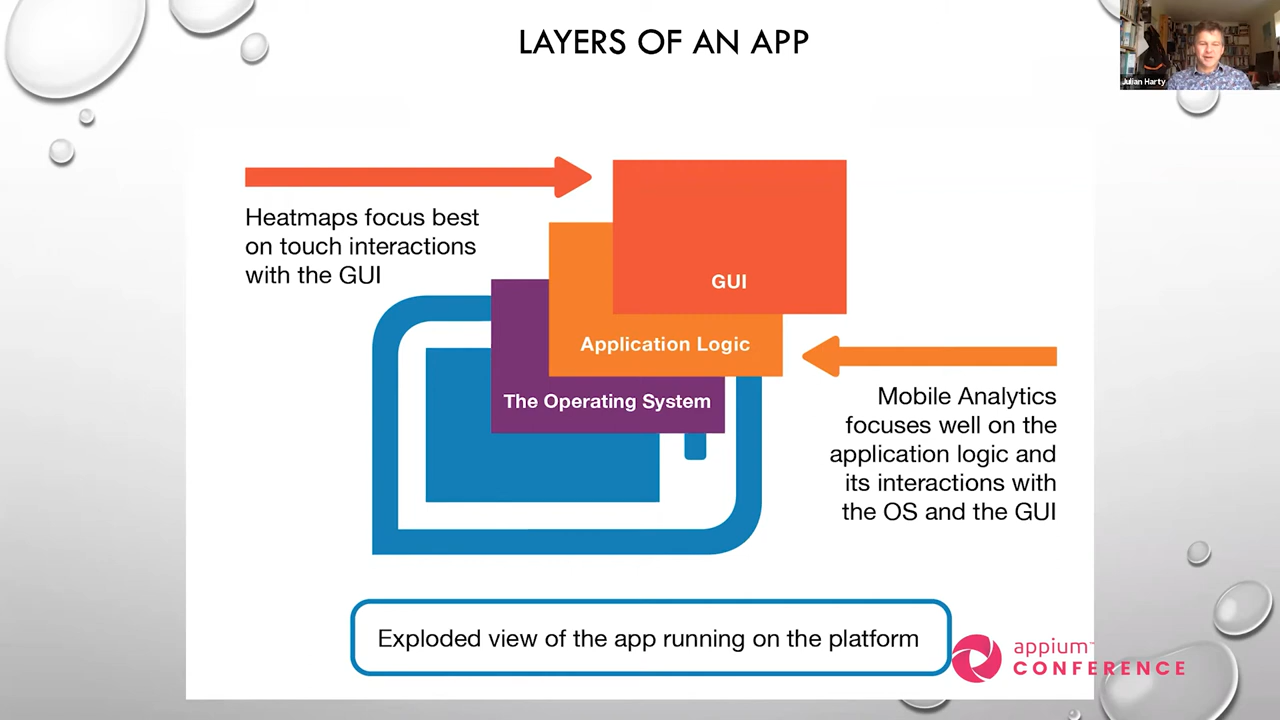 LAYERS OF AN APP
Julian Harty
Heatmaps focus best
on touch interactions
with the GUI
GUI
Application Logic
The Operating System
Mobile Analytics
focuses well on the
application logic and
its interactions with
the OS and the GUI
Exploded view of the app running on the platform
appium™
CONFERENCE